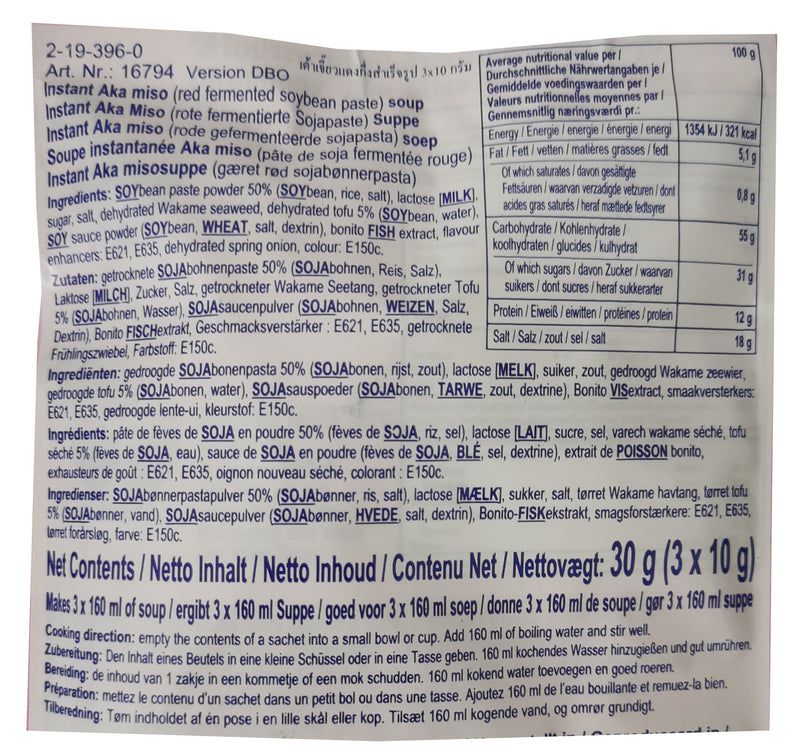 2-19-396-0
Art. Nr.: 16794 Version DBO
เต้าเจี้ยวแดงกึ่งสำเร็จรูป 3x10 กรัม
Instant Aka miso (red fermented soybean paste) soup
Instant Aka Miso (rote fermentierte Sojapaste) Suppe
Instant Aka miso (rode gefermenteerde sojapasta) soep
Soupe instantanée Aka miso (pâte de soja fermentée rouge)
Instant Aka misosuppe (gæret rød sojabønnerpasta)
Ingredients: SOYbean paste powder 50% (SOYbean, rice, salt), lactose [MILK],
sugar, salt, dehydrated Wakame seaweed, dehydrated tofu 5% (SOYbean, water),
SOY sauce powder (SOYbean, WHEAT, salt, dextrin), bonito FISH extract, flavour
enhancers: E621, E635, dehydrated spring onion, colour: E150c.
Zutaten: getrocknete SOJAbohnenpaste 50% (SOJAbohnen, Reis, Salz),
Laktose [MILCH], Zucker, Salz, getrockneter Wakame Seetang, getrockneter Tofu
5% (SOJAbohnen, Wasser), SOJAsaucenpulver (SOJAbohnen, WEIZEN, Salz,
Dextrin), Bonito FISCHextrakt, Geschmacksverstärker : E621, E635, getrocknete
Frühlingszwiebel, Farbstoff: E150c.
Average nutritional value per / 100 g
Durchschnittliche Nährwertangaben je /
Gemiddelde voedingswaarden per /
Valeurs nutritionnelles moyennes par /
Gennemsnitlig næringsværdi pr.:
Energy / Energie / energie / énergie / energi 1354 kJ / 321 kcal
Fat / Fett / vetten / matières grasses / fedt 5,1 g
Of which saturates / davon gesättigte
Fettsäuren / waarvan verzadigde vetzuren / dont 0,8 g
acides gras saturés / heraf mættede fedtsyrer
Carbohydrate / Kohlenhydrate / 55 g
koolhydraten / glucides / kulhydrat
Of which sugars / davon Zucker / waarvan 31 g
suikers / dont sucres / heraf sukkerarter
Protein / Eiweiß / eiwitten / protéines / protein 12 g
Salt / Salz / zout / sel / salt 18 g
Ingrediënten: gedroogde SOJAbonenpasta 50% (SOJAbonen, rijst, zout), lactose [MELK], suiker, zout, gedroogd Wakame zeewier,
gedroogde tofu 5% (SOJAbonen, water), SOJAsauspoeder (SOJAbonen, TARWE, zout, dextrine), Bonito VISextract, smaakversterkers:
E621, E635, gedroogde lente-ui, kleurstof: E150c.
Ingrédients: pâte de fèves de SOJA en poudre 50% (fèves de SOJA, riz, sel), lactose [LAIT], sucre, sel, varech wakame séché, tofu
séché 5% (fèves de SOJA, eau), sauce de SOJA en poudre (fèves de SOJA, BLÉ, sel, dextrine), extrait de POISSON bonito,
exhausteurs de goût : E621, E635, oignon nouveau séché, colorant : E150c.
Ingredienser: SOJAbønnerpastapulver 50% (SOJAbønner, ris, salt), lactose [MÆLK], sukker, salt, tørret Wakame havtang, tørret tofu
5% (SOJAbønner, vand), SOJAsaucepulver (SOJAbønner, HVEDE, salt, dextrin), Bonito-FISKekstrakt, smagsforstærkere: E621, E635,
tørret forårsløg, farve: E150c.
Net Contents / Netto Inhalt / Netto Inhoud / Contenu Net / Nettovægt: 30 g (3 x 10 g)
Makes 3 x 160 ml of soup / ergibt 3 x 160 ml Suppe / goed voor 3 x 160 ml soep / donne 3 x 160 ml de soupe / gør 3 x 160 ml suppe
Cooking direction: empty the contents of a sachet into a small bowl or cup. Add 160 ml of boiling water and stir well.
Zubereitung: Den Inhalt eines Beutels in eine kleine Schüssel oder in eine Tasse geben. 160 ml kochendes Wasser hinzugießen und gut umrühren.
Bereiding: de inhoud van 1 zakje in een kommetje of een mok schudden. 160 ml kokend water toevoegen en goed roeren.
Préparation: mettez le contenu d'un sachet dans un petit bol ou dans une tasse. Ajoutez 160 ml de l'eau bouillante et remuez-la bien.
Tilberedning: Tøm indholdet af én pose i en lille skål eller kop. Tilsæt 160 ml kogende vand, og omrør grundigt.